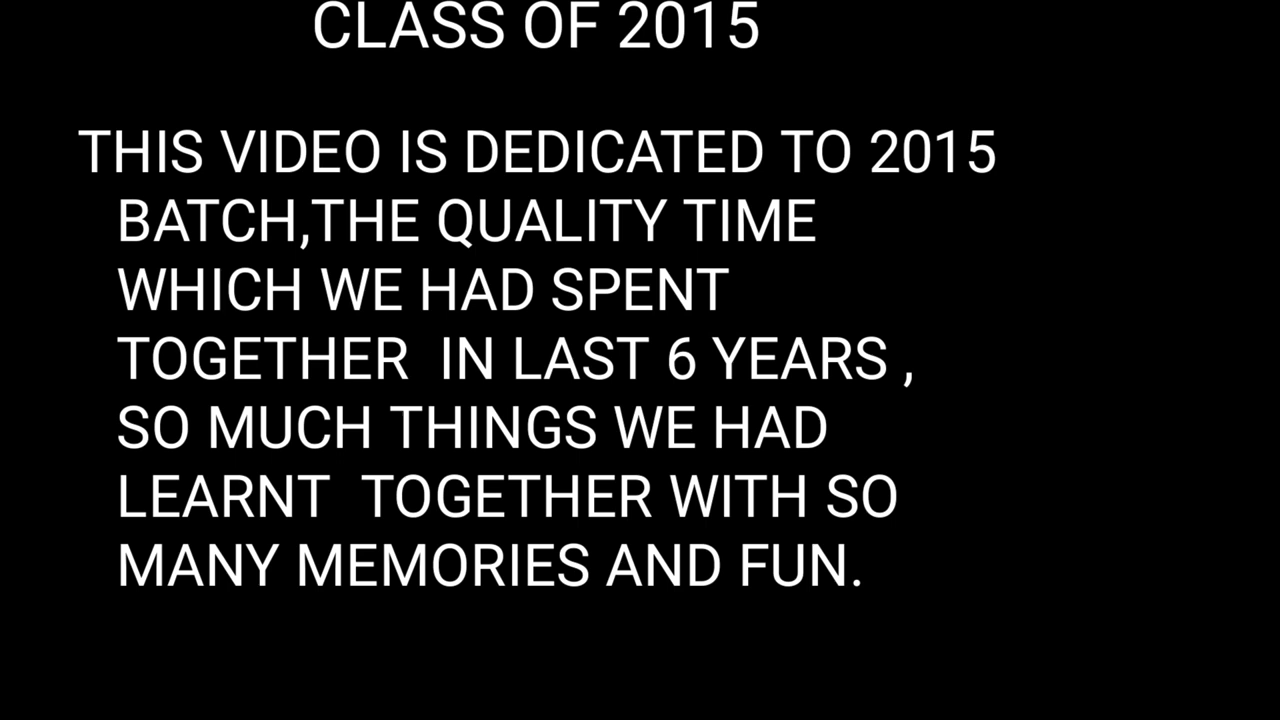 CLASS OF 2015
THIS VIDEO IS DEDICATED TO 2015
BATCH,THE QUALITY TIME
WHICH WE HAD SPENT
TOGETHER  IN LAST 6 YEARS ,
SO MUCH THINGS WE HAD
LEARNT  TOGETHER WITH SO
MANY MEMORIES AND FUN.